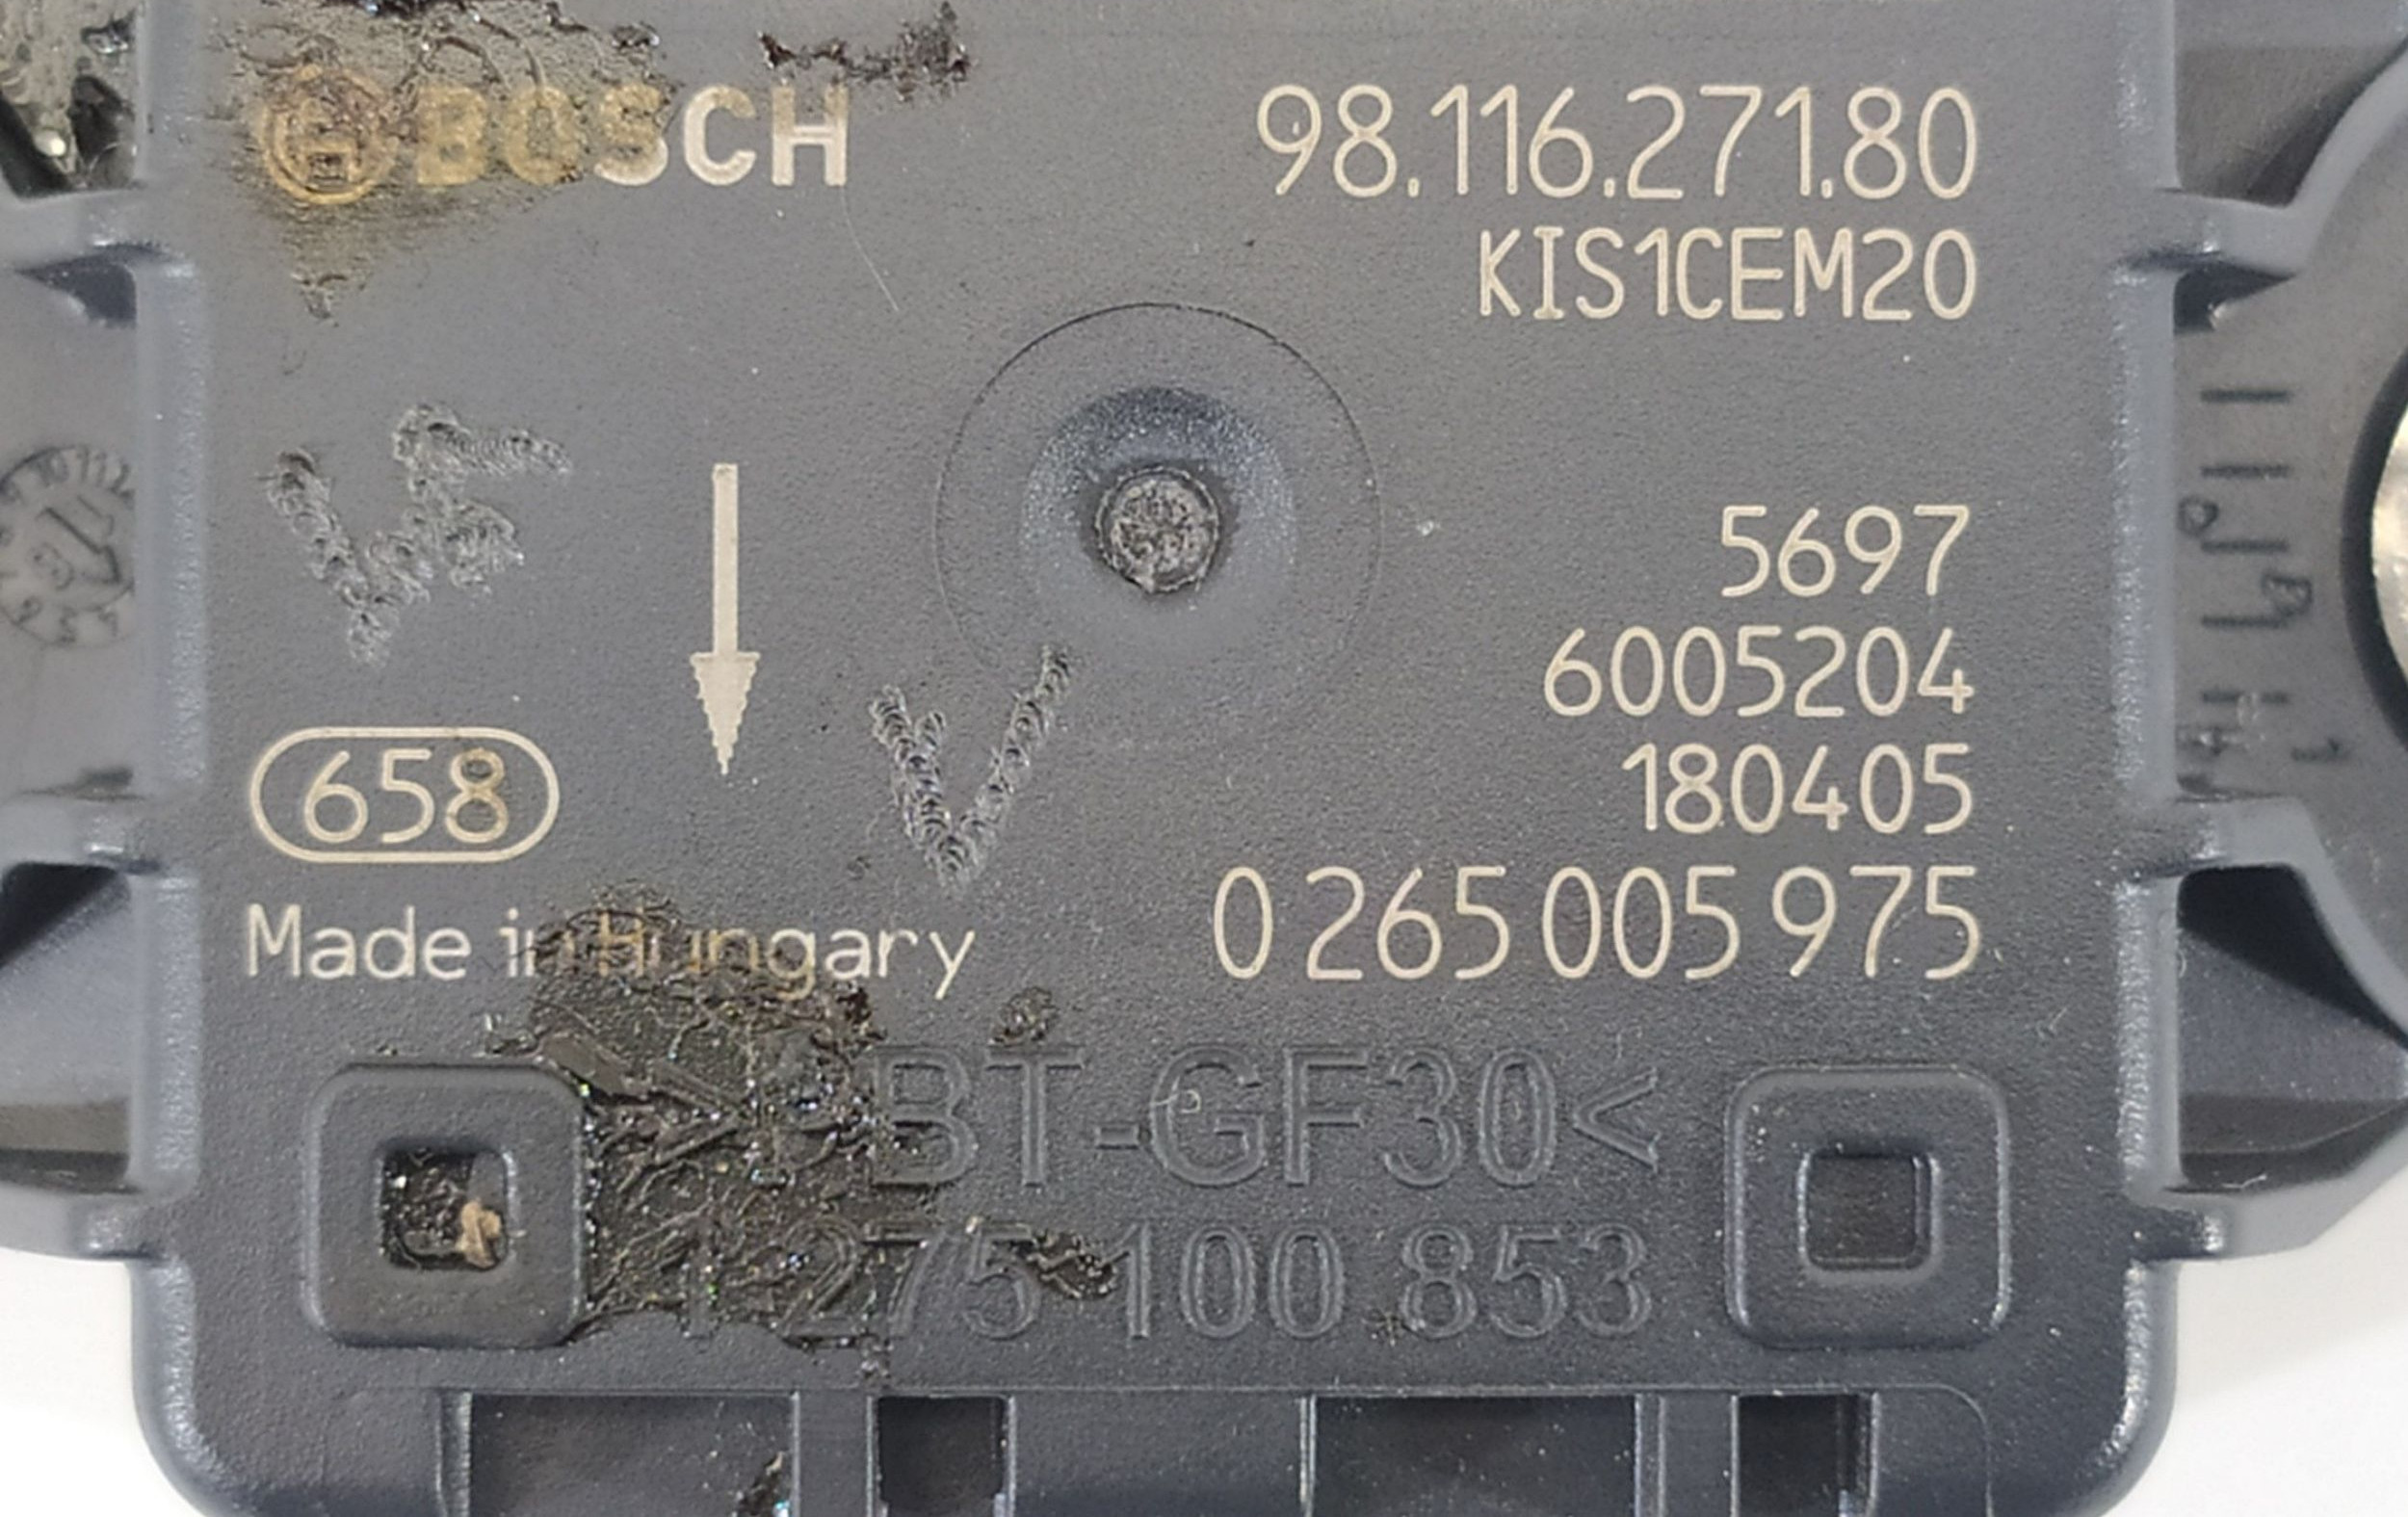 BOSCH
98.116.271.80
KIS1CEM20
5697
6005204
180405
658
Made in Hungary
0 265 005 975
>PBT-GF30<
1 275 100 853